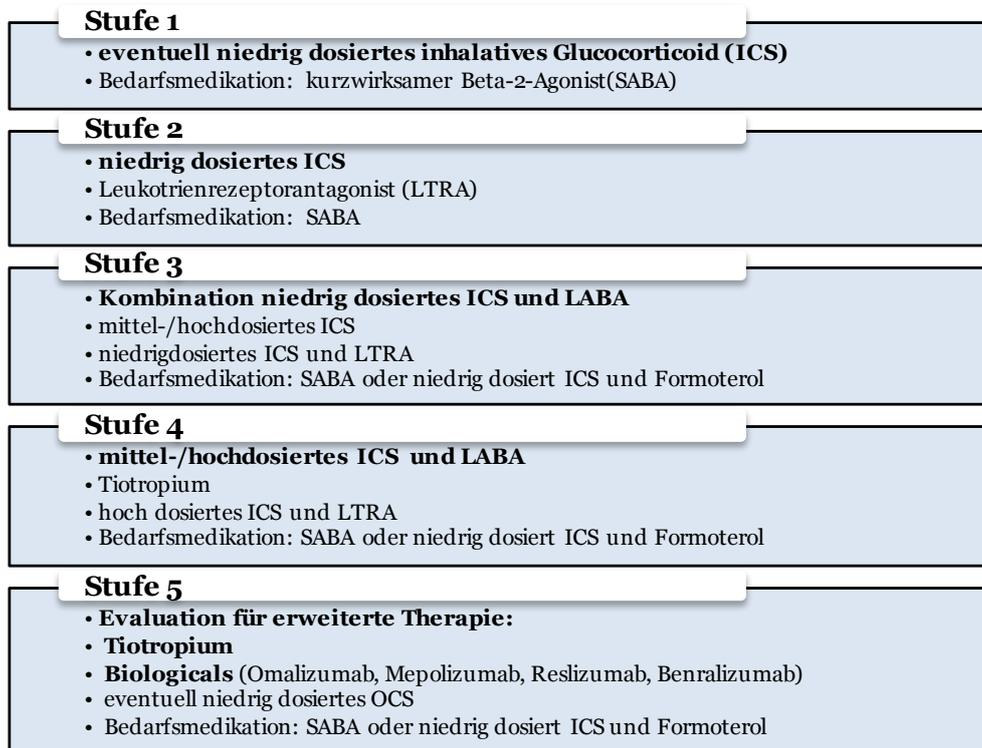 Stufe 1
• eventuell niedrig dosiertes inhalatives Glucocorticoid (ICS)
• Bedarfsmedikation: kurzwirksamer Beta-2-Agonist(SABA)
Stufe 2
• niedrig dosiertes ICS
• Leukotrienrezeptorantagonist (LTRA)
• Bedarfsmedikation: SABA
Stufe 3
• Kombination niedrig dosiertes ICS und LABA
• mittel-/hochdosiertes ICS
• niedrigdosiertes ICS und LTRA
• Bedarfsmedikation: SABA oder niedrig dosiert ICS und Formoterol
Stufe 4
• mittel-/hochdosiertes ICS und LABA
• Tiotropium
• hoch dosiertes ICS und LTRA
• Bedarfsmedikation: SABA oder niedrig dosiert ICS und Formoterol
Stufe 5
• Evaluation für erweiterte Therapie:
• Tiotropium
• Biologicals (Omalizumab, Mepolizumab, Reslizumab, Benralizumab)
• eventuell niedrig dosiertes OCS
• Bedarfsmedikation: SABA oder niedrig dosiert ICS und Formoterol